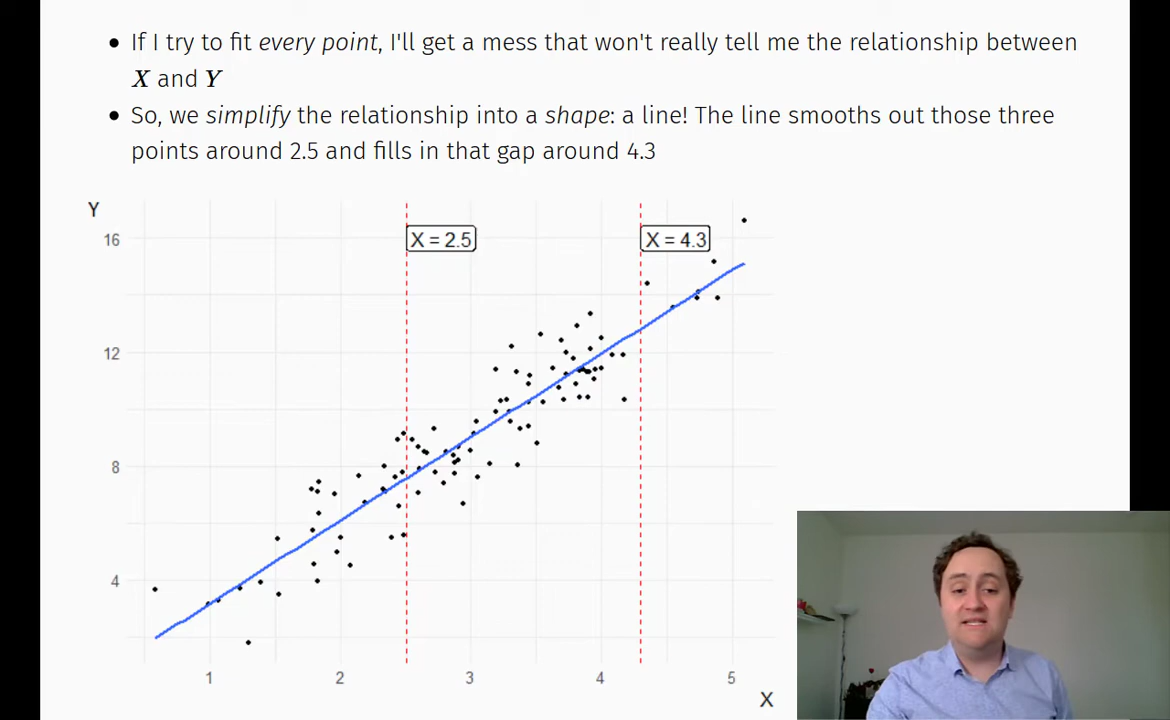 • If I try to fit every point, I'll get a mess that won't really tell me the relationship between
X and Y
• So, we simplify the relationship into a shape: a line! The line smooths out those three
points around 2.5 and fills in that gap around 4.3
Y
X = 2.5
X = 4.3
16
12
8
4
1 2 3 4 5
X